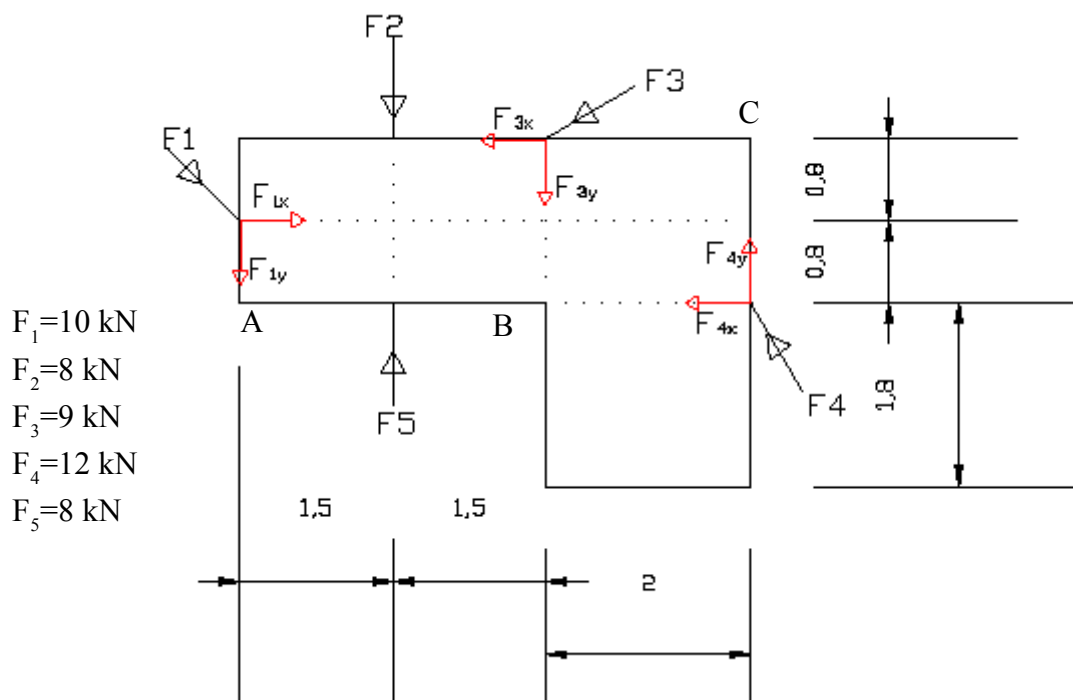 F2
F3
C
F1
F3x
F3y
F1x
F1y
F4y
F4x
0,8
0,8
1,8
A
B
F5
F4
F1=10 kN
F2=8 kN
F3=9 kN
F4=12 kN
F5=8 kN
1,5
1,5
2